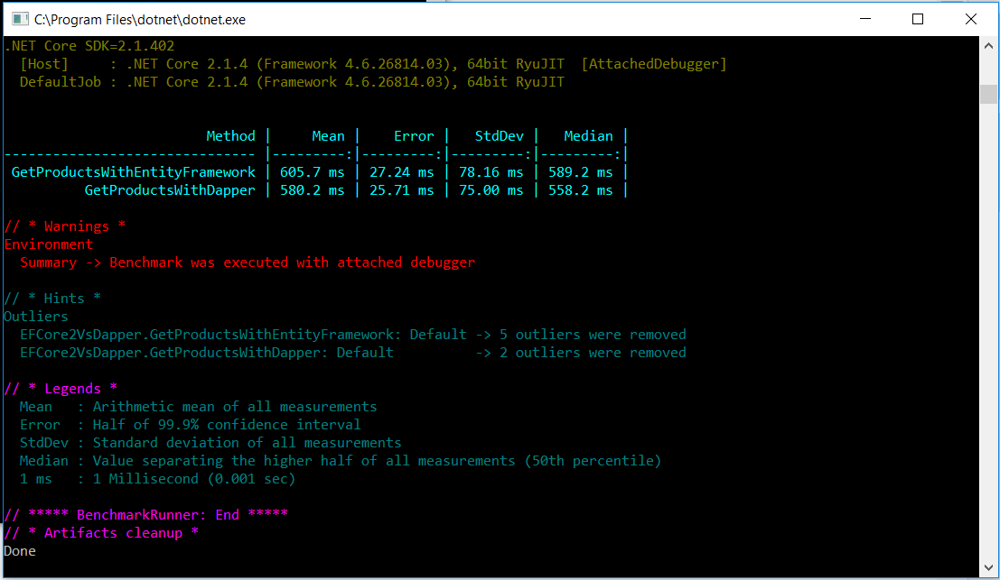 C:\Program Files\dotnet\dotnet.exe
.NET Core SDK=2.1.402
  [Host]     : .NET Core 2.1.4 (Framework 4.6.26814.03), 64bit RyuJIT  [AttachedDebugger]
  DefaultJob : .NET Core 2.1.4 (Framework 4.6.26814.03), 64bit RyuJIT
                         Method |     Mean |    Error |   StdDev |   Median |
------------------------------- |---------:|---------:|---------:|---------:|
 GetProductsWithEntityFramework | 605.7 ms | 27.24 ms | 78.16 ms | 589.2 ms |
          GetProductsWithDapper | 580.2 ms | 25.71 ms | 75.00 ms | 558.2 ms |
// * Warnings *
Environment
  Summary -> Benchmark was executed with attached debugger
// * Hints *
Outliers
  EFCore2VsDapper.GetProductsWithEntityFramework: Default -> 5 outliers were removed
  EFCore2VsDapper.GetProductsWithDapper: Default          -> 2 outliers were removed
// * Legends *
  Mean   : Arithmetic mean of all measurements
  Error  : Half of 99.9% confidence interval
  StdDev : Standard deviation of all measurements
  Median : Value separating the higher half of all measurements (50th percentile)
  1 ms   : 1 Millisecond (0.001 sec)
// ***** BenchmarkRunner: End *****
// * Artifacts cleanup *
Done